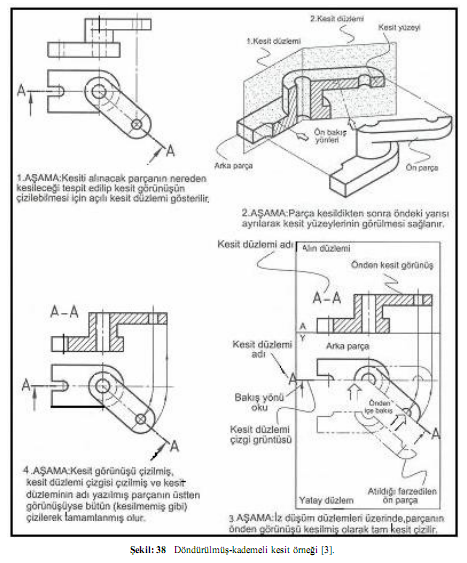 2.Kesit düzlemi
Kesit yüzeyi
1.Kesit düzlemi
A
A
Ön bakış
yönleri
Arka parça
Ön parça
1.AŞAMA:Kesiti alınacak parçanın nereden
kesileceği tespit edilip kesit görünüşün
çizilebilmesi için açılı kesit düzlemi gösterilir.
2.AŞAMA:Parça kesildikten sonra öndeki yarısı
ayrılarak kesit yüzeylerinin görülmesi sağlanır.
Kesit düzlemi adı
Alın düzlemi
Önden kesit görünüş
A-A
A
Y
Arka parça
Kesit düzlemi
adı
A
Bakış yönü
oku
Kesit düzlemi
çizgi grüntüsü
Önden
içe bakış
A
Atıldığı farzedilen
ön parça
Yatay düzlem
3.AŞAMA:İz düşüm düzlemleri üzerinde,parçanın
önden görünüşü kesilmiş olarak tam kesit çizilir.
A-A
A
A
4.AŞAMA:Kesit görünüşü çizilmiş,
kesit düzlemi çizgisi çizilmiş ve kesit
düzleminin adı yazılmış parçanın üstten
görünüşüyse bütün (kesilmemiş gibi)
çizilerek tamamlanmış olur.
Şekil: 38 Döndürülmüş-kademeli kesit örneği [3].